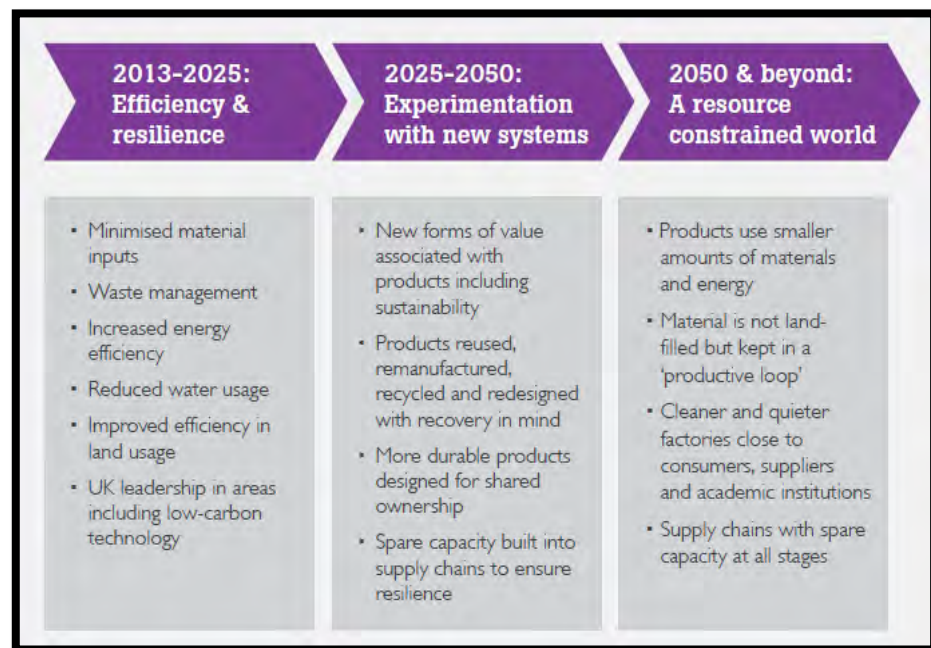 2013-2025:
Efficiency &
resilience
• Minimised material
inputs
• Waste management
• Increased energy
efficiency
• Reduced water usage
• Improved efficiency in
land usage
• UK leadership in areas
including low-carbon
technology
2025-2050:
Experimentation
with new systems
• New forms of value
associated with
products including
sustainability
• Products reused,
remanufactured,
recycled and redesigned
with recovery in mind
• More durable products
designed for shared
ownership
• Spare capacity built into
supply chains to ensure
resilience
2050 & beyond:
A resource
constrained world
• Products use smaller
amounts of materials
and energy
• Material is not land-
filled but kept in a
‘productive loop’
• Cleaner and quieter
factories close to
consumers, suppliers
and academic institutions
• Supply chains with spare
capacity at all stages